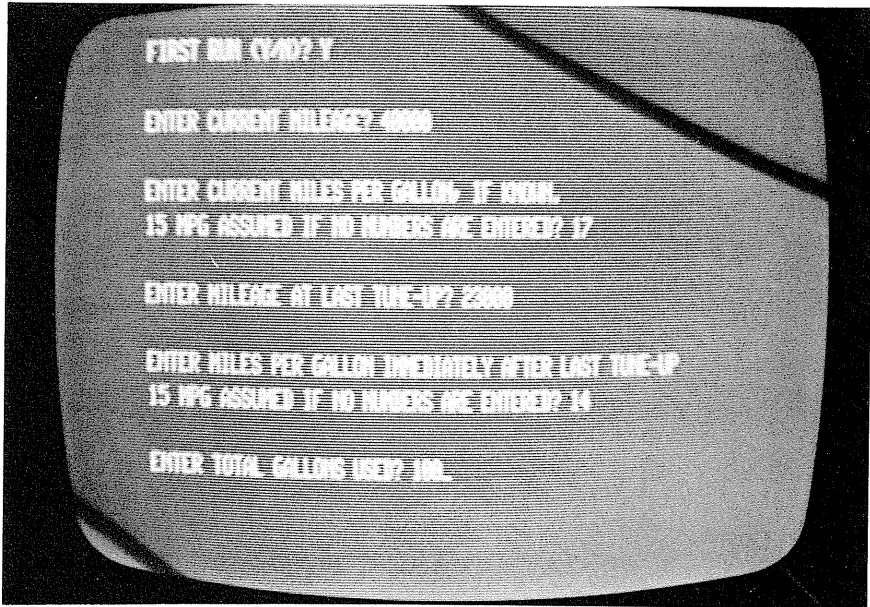 FIRST RUN (Y/N)? Y
ENTER CURRENT MILEAGE? 40000
ENTER CURRENT MILES PER GALLON, IF KNOWN.
15 MPG ASSUMED IF NO NUMBERS ARE ENTERED? 17
ENTER MILEAGE AT LAST TUNE-UP? 23000
ENTER MILES PER GALLON IMMEDIATELY AFTER LAST TUNE-UP
15 MPG ASSUMED IF NO NUMBERS ARE ENTERED? 14
ENTER TOTAL GALLONS USED? 100_